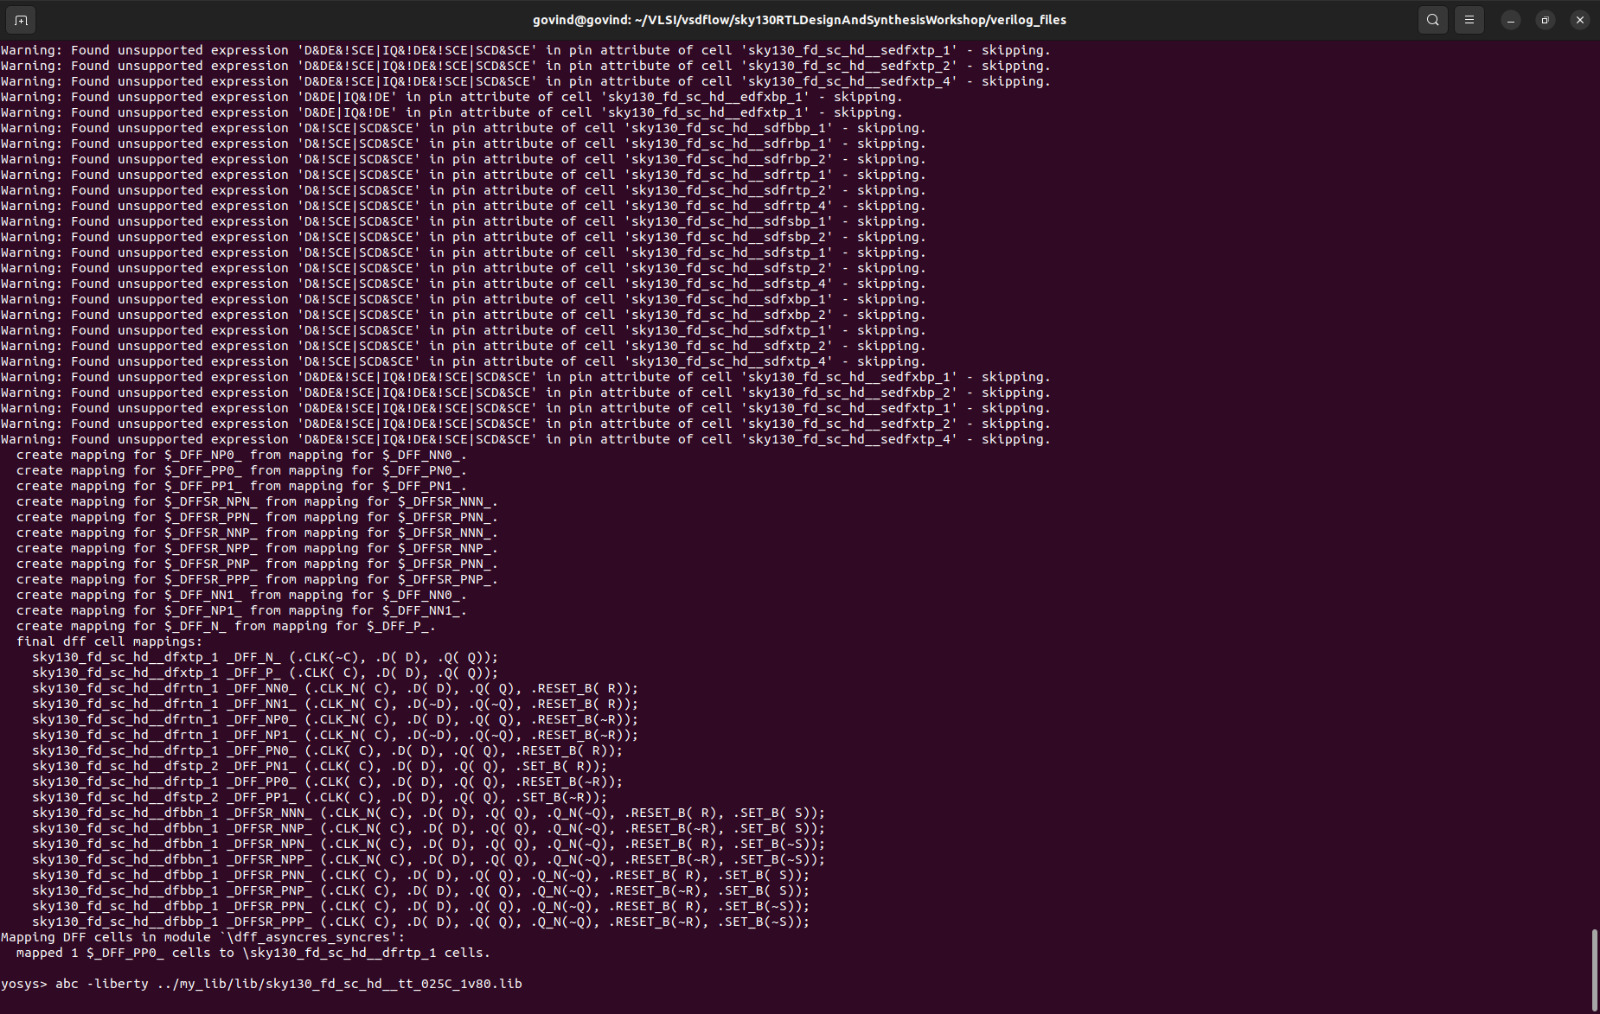 govind@govind: ~/VLSI/vsdflow/sky130RTLDesignAndSynthesisWorkshop/verilog_files
Warning: Found unsupported expression 'D&DE&!SCE|IQ&!DE&!SCE|SCD&SCE' in pin attribute of cell 'sky130_fd_sc_hd__sedfxtp_1' - skipping.
Warning: Found unsupported expression 'D&DE&!SCE|IQ&!DE&!SCE|SCD&SCE' in pin attribute of cell 'sky130_fd_sc_hd__sedfxtp_2' - skipping.
Warning: Found unsupported expression 'D&DE&!SCE|IQ&!DE&!SCE|SCD&SCE' in pin attribute of cell 'sky130_fd_sc_hd__sedfxtp_4' - skipping.
Warning: Found unsupported expression 'D&DE|IQ&!DE' in pin attribute of cell 'sky130_fd_sc_hd__edfxbp_1' - skipping.
Warning: Found unsupported expression 'D&DE|IQ&!DE' in pin attribute of cell 'sky130_fd_sc_hd__edfxtp_1' - skipping.
Warning: Found unsupported expression 'D&!SCE|SCD&SCE' in pin attribute of cell 'sky130_fd_sc_hd__sdfbbp_1' - skipping.
Warning: Found unsupported expression 'D&!SCE|SCD&SCE' in pin attribute of cell 'sky130_fd_sc_hd__sdfrbp_1' - skipping.
Warning: Found unsupported expression 'D&!SCE|SCD&SCE' in pin attribute of cell 'sky130_fd_sc_hd__sdfrbp_2' - skipping.
Warning: Found unsupported expression 'D&!SCE|SCD&SCE' in pin attribute of cell 'sky130_fd_sc_hd__sdfrtp_1' - skipping.
Warning: Found unsupported expression 'D&!SCE|SCD&SCE' in pin attribute of cell 'sky130_fd_sc_hd__sdfrtp_2' - skipping.
Warning: Found unsupported expression 'D&!SCE|SCD&SCE' in pin attribute of cell 'sky130_fd_sc_hd__sdfrtp_4' - skipping.
Warning: Found unsupported expression 'D&!SCE|SCD&SCE' in pin attribute of cell 'sky130_fd_sc_hd__sdfsbp_1' - skipping.
Warning: Found unsupported expression 'D&!SCE|SCD&SCE' in pin attribute of cell 'sky130_fd_sc_hd__sdfsbp_2' - skipping.
Warning: Found unsupported expression 'D&!SCE|SCD&SCE' in pin attribute of cell 'sky130_fd_sc_hd__sdfstp_1' - skipping.
Warning: Found unsupported expression 'D&!SCE|SCD&SCE' in pin attribute of cell 'sky130_fd_sc_hd__sdfstp_2' - skipping.
Warning: Found unsupported expression 'D&!SCE|SCD&SCE' in pin attribute of cell 'sky130_fd_sc_hd__sdfstp_4' - skipping.
Warning: Found unsupported expression 'D&!SCE|SCD&SCE' in pin attribute of cell 'sky130_fd_sc_hd__sdfxbp_1' - skipping.
Warning: Found unsupported expression 'D&!SCE|SCD&SCE' in pin attribute of cell 'sky130_fd_sc_hd__sdfxbp_2' - skipping.
Warning: Found unsupported expression 'D&!SCE|SCD&SCE' in pin attribute of cell 'sky130_fd_sc_hd__sdfxtp_1' - skipping.
Warning: Found unsupported expression 'D&!SCE|SCD&SCE' in pin attribute of cell 'sky130_fd_sc_hd__sdfxtp_2' - skipping.
Warning: Found unsupported expression 'D&!SCE|SCD&SCE' in pin attribute of cell 'sky130_fd_sc_hd__sdfxtp_4' - skipping.
Warning: Found unsupported expression 'D&DE&!SCE|IQ&!DE&!SCE|SCD&SCE' in pin attribute of cell 'sky130_fd_sc_hd__sedfxbp_1' - skipping.
Warning: Found unsupported expression 'D&DE&!SCE|IQ&!DE&!SCE|SCD&SCE' in pin attribute of cell 'sky130_fd_sc_hd__sedfxbp_2' - skipping.
Warning: Found unsupported expression 'D&DE&!SCE|IQ&!DE&!SCE|SCD&SCE' in pin attribute of cell 'sky130_fd_sc_hd__sedfxtp_1' - skipping.
Warning: Found unsupported expression 'D&DE&!SCE|IQ&!DE&!SCE|SCD&SCE' in pin attribute of cell 'sky130_fd_sc_hd__sedfxtp_2' - skipping.
Warning: Found unsupported expression 'D&DE&!SCE|IQ&!DE&!SCE|SCD&SCE' in pin attribute of cell 'sky130_fd_sc_hd__sedfxtp_4' - skipping.
create mapping for $_DFF_NP0_ from mapping for $_DFF_NN0_.
create mapping for $_DFF_PP0_ from mapping for $_DFF_PN0_.
create mapping for $_DFF_PP1_ from mapping for $_DFF_PN1_.
create mapping for $_DFFSR_NPN_ from mapping for $_DFFSR_NNN_.
create mapping for $_DFFSR_PPN_ from mapping for $_DFFSR_PNN_.
create mapping for $_DFFSR_NNP_ from mapping for $_DFFSR_NNN_.
create mapping for $_DFFSR_NPP_ from mapping for $_DFFSR_NNP_.
create mapping for $_DFFSR_PNP_ from mapping for $_DFFSR_PNN_.
create mapping for $_DFFSR_PPP_ from mapping for $_DFFSR_PNP_.
create mapping for $_DFF_NN1_ from mapping for $_DFF_NN0_.
create mapping for $_DFF_NP1_ from mapping for $_DFF_NN1_.
create mapping for $_DFF_N_ from mapping for $_DFF_P_.
final dff cell mappings:
sky130_fd_sc_hd__dfxtp_1 _DFF_N_ (.CLK(~C), .D( D), .Q( Q));
sky130_fd_sc_hd__dfxtp_1 _DFF_P_ (.CLK( C), .D( D), .Q( Q));
sky130_fd_sc_hd__dfrtn_1 _DFF_NN0_ (.CLK_N( C), .D( D), .Q( Q), .RESET_B( R));
sky130_fd_sc_hd__dfrtn_1 _DFF_NN1_ (.CLK_N( C), .D(~D), .Q(~Q), .RESET_B( R));
sky130_fd_sc_hd__dfrtn_1 _DFF_NP0_ (.CLK_N( C), .D( D), .Q( Q), .RESET_B(~R));
sky130_fd_sc_hd__dfrtn_1 _DFF_NP1_ (.CLK_N( C), .D(~D), .Q(~Q), .RESET_B(~R));
sky130_fd_sc_hd__dfrtp_1 _DFF_PN0_ (.CLK( C), .D( D), .Q( Q), .RESET_B( R));
sky130_fd_sc_hd__dfstp_2 _DFF_PN1_ (.CLK( C), .D( D), .Q( Q), .SET_B( R));
sky130_fd_sc_hd__dfrtp_1 _DFF_PP0_ (.CLK( C), .D( D), .Q( Q), .RESET_B(~R));
sky130_fd_sc_hd__dfstp_2 _DFF_PP1_ (.CLK( C), .D( D), .Q( Q), .SET_B(~R));
sky130_fd_sc_hd__dfbbn_1 _DFFSR_NNN_ (.CLK_N( C), .D( D), .Q( Q), .Q_N(~Q), .RESET_B( R), .SET_B( S));
sky130_fd_sc_hd__dfbbn_1 _DFFSR_NNP_ (.CLK_N( C), .D( D), .Q( Q), .Q_N(~Q), .RESET_B(~R), .SET_B( S));
sky130_fd_sc_hd__dfbbn_1 _DFFSR_NPN_ (.CLK_N( C), .D( D), .Q( Q), .Q_N(~Q), .RESET_B( R), .SET_B(~S));
sky130_fd_sc_hd__dfbbn_1 _DFFSR_NPP_ (.CLK_N( C), .D( D), .Q( Q), .Q_N(~Q), .RESET_B(~R), .SET_B(~S));
sky130_fd_sc_hd__dfbbp_1 _DFFSR_PNN_ (.CLK( C), .D( D), .Q( Q), .Q_N(~Q), .RESET_B( R), .SET_B( S));
sky130_fd_sc_hd__dfbbp_1 _DFFSR_PNP_ (.CLK( C), .D( D), .Q( Q), .Q_N(~Q), .RESET_B(~R), .SET_B( S));
sky130_fd_sc_hd__dfbbp_1 _DFFSR_PPN_ (.CLK( C), .D( D), .Q( Q), .Q_N(~Q), .RESET_B( R), .SET_B(~S));
sky130_fd_sc_hd__dfbbp_1 _DFFSR_PPP_ (.CLK( C), .D( D), .Q( Q), .Q_N(~Q), .RESET_B(~R), .SET_B(~S));
Mapping DFF cells in module `\dff_asyncres_syncres':
mapped 1 $_DFF_PP0_ cells to \sky130_fd_sc_hd__dfrtp_1 cells.
yosys> abc -liberty ../my_lib/lib/sky130_fd_sc_hd__tt_025C_1v80.lib